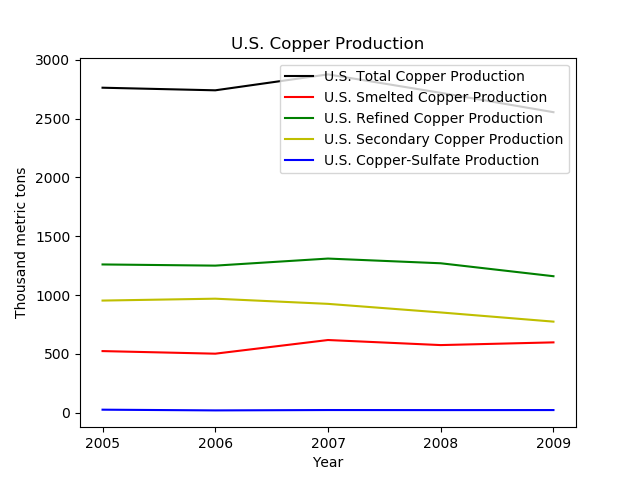 U.S. Copper Production
3000
2500
2000
1500
1000
500
0
Thousand metric tons
U.S. Total Copper Production
U.S. Smelted Copper Production
U.S. Refined Copper Production
U.S. Secondary Copper Production
U.S. Copper-Sulfate Production
2005 2006 2007 2008 2009
Year